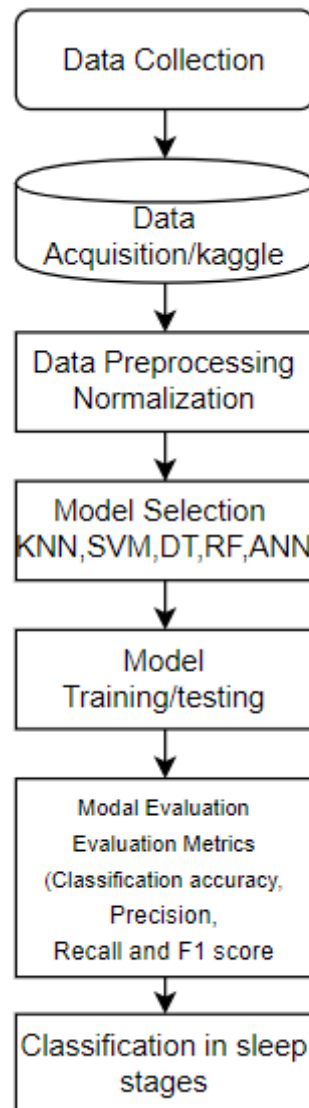 Data Collection
Data
Acquisition/kaggle
Data Preprocessing
Normalization
Model Selection
KNN,SVM,DT,RF,ANN
Model
Training/testing
Modal Evaluation
Evaluation Metrics
(Classification accuracy,
Precision,
Recall and F1 score
Classification in sleep
stages